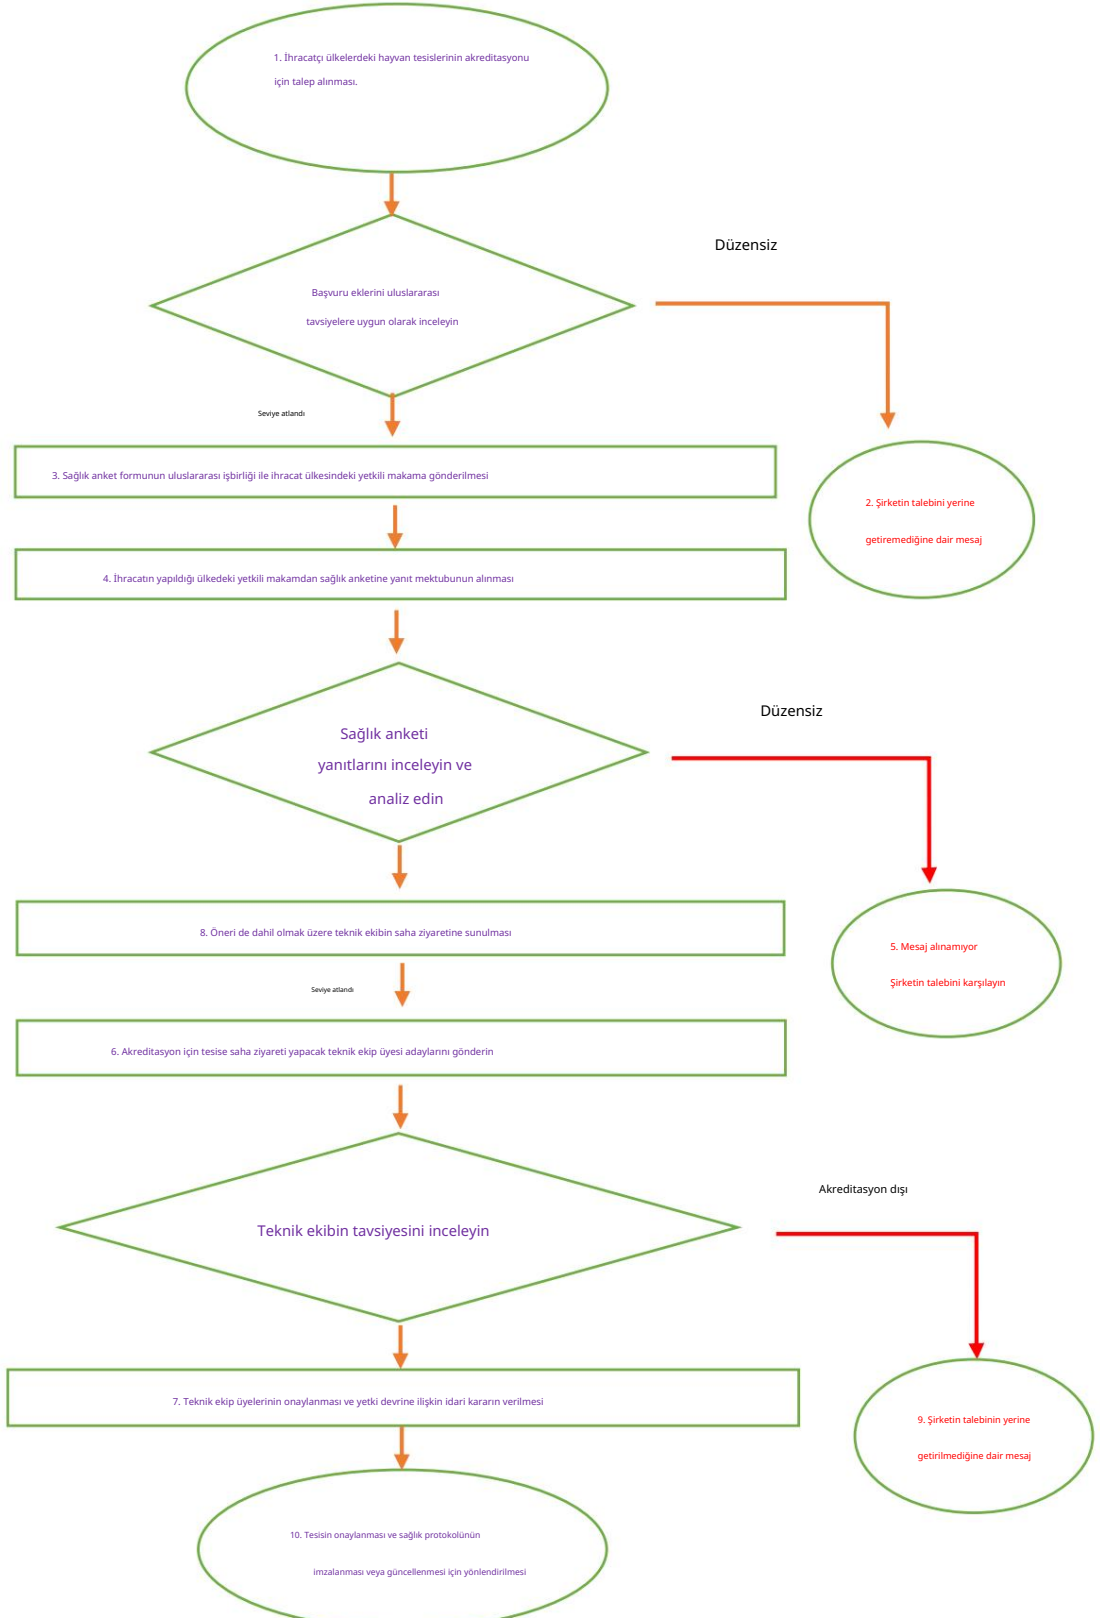 1. İhracatçı ülkelerdeki hayvan tesislerinin akreditasyonu
için talep alınması.
Düzensiz
Başvuru eklerini uluslararası
tavsiyelere uygun olarak inceleyin
Seviye atlandı
3. Sağlık anket formunun uluslararası işbirliği ile ihracat ülkesindeki yetkili makama gönderilmesi
2. Şirketin talebini yerine
getiremediğine dair mesaj
4. İhracatın yapıldığı ülkedeki yetkili makamdan sağlık anketine yanıt mektubunun alınması
Düzensiz
Sağlık anketi
yanıtlarını inceleyin ve
analiz edin
8. Öneri de dahil olmak üzere teknik ekibin saha ziyaretine sunulması
5. Mesaj alınamıyor
Şirketin talebini karşılayın
Seviye atlandı
6. Akreditasyon için tesise saha ziyareti yapacak teknik ekip üyesi adaylarını gönderin
Akreditasyon dışı
Teknik ekibin tavsiyesini inceleyin
7. Teknik ekip üyelerinin onaylanması ve yetki devrine ilişkin idari kararın verilmesi
9. Şirketin talebinin yerine
getirilmediğine dair mesaj
10. Tesisin onaylanması ve sağlık protokolünün
imzalanması veya güncellenmesi için yönlendirilmesi